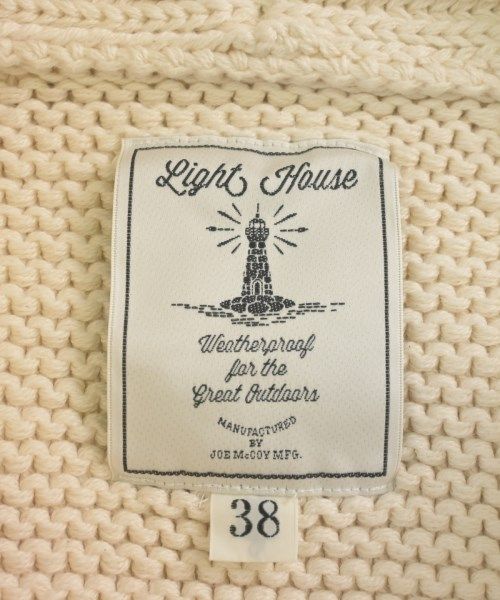 Light House
Weatherproof
for the
Great Outdoors
MANUFACTURED
BY
JOE McCOY MFG.
38